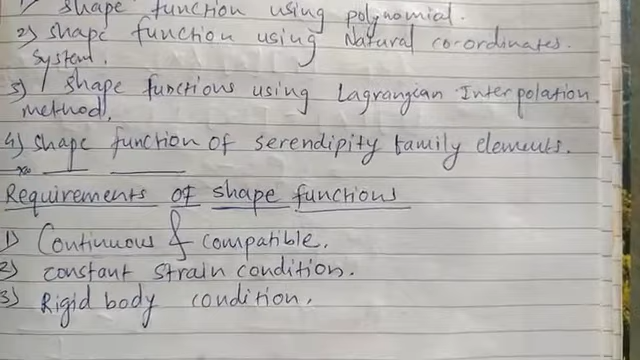 1) shape function using polynomial.
2) shape function using Natural co-ordinates.
system.
3) shape functions using Lagrangian Interpolation
method.
4) shape function of serendipity family elements.
Requirements of shape functions
1) Continuous & compatible.
2) constant strain condition.
3) Rigid body condition.